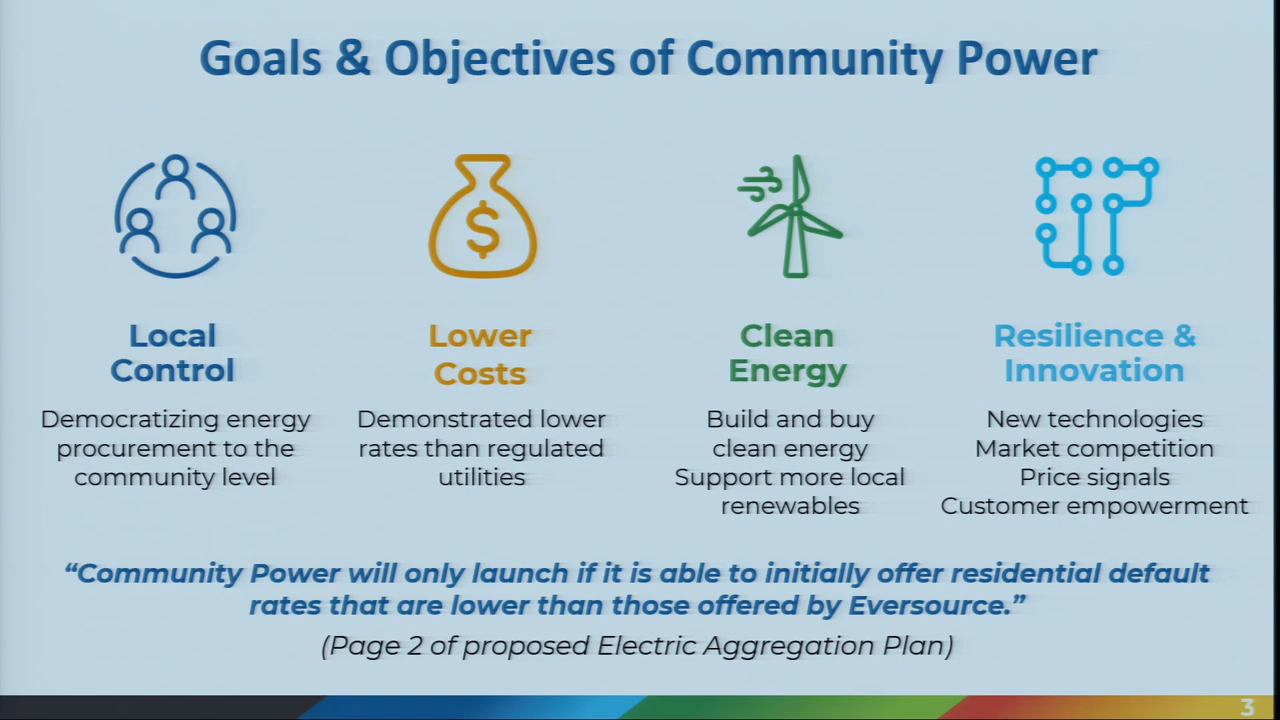 Goals & Objectives of Community Power
$
Local
Control
Democratizing energy
procurement to the
community level
Lower
Costs
Demonstrated lower
rates than regulated
utilities
Clean
Energy
Build and buy
clean energy
Support more local
renewables
Resilience &
Innovation
New technologies
Market competition
Price signals
Customer empowerment
“Community Power will only launch if it is able to initially offer residential default
rates that are lower than those offered by Eversource.”
(Page 2 of proposed Electric Aggregation Plan)
3